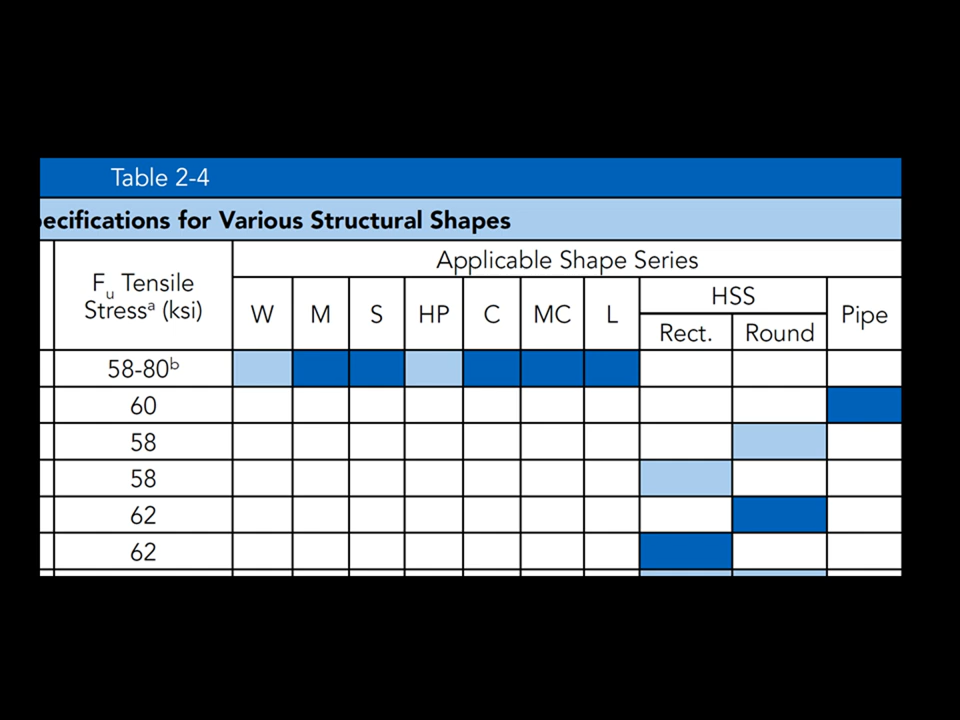 Table 2-4
ecifications for Various Structural Shapes
Fu Tensile Stressª (ksi)
Applicable Shape Series
W M S HP C MC L HSS Pipe
Rect. Round
58-80ᵇ
60
58
58
62
62